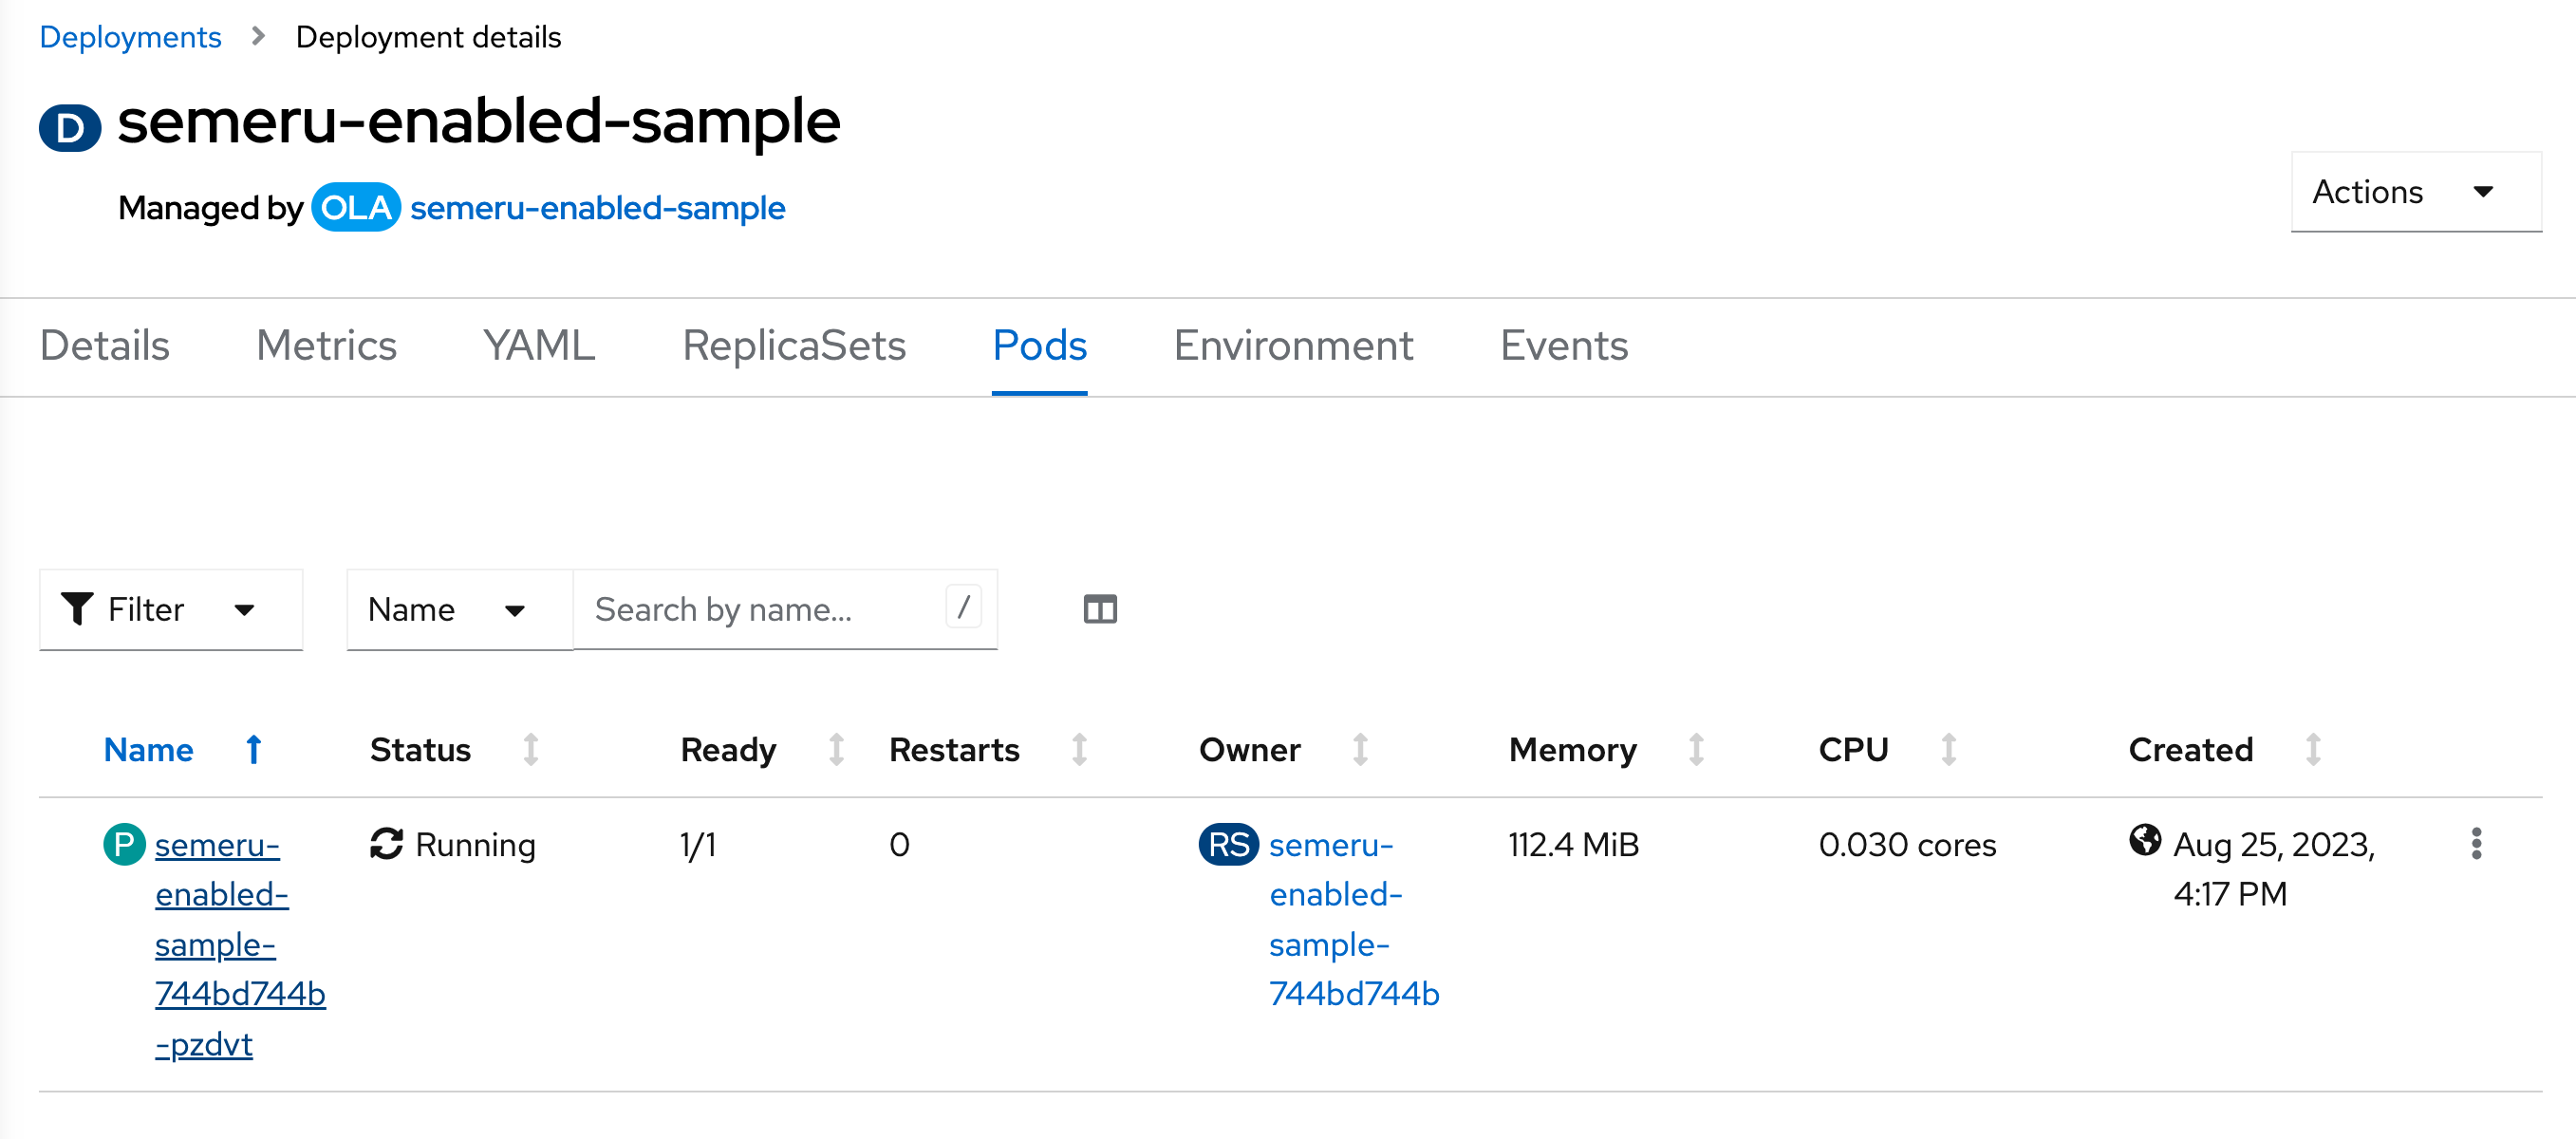 Deployments > Deployment details
D semeru-enabled-sample
Managed by OLA semeru-enabled-sample
Actions
Details Metrics YAML ReplicaSets Pods Environment Events
Filter Name Search by name... /
Name Status Ready Restarts Owner Memory CPU Created
P semeru- Running 1/1 0 RS semeru- 112.4 MiB 0.030 cores Aug 25, 2023,
enabled- enabled- 4:17 PM
sample- sample-
744bd744b 744bd744b
-pzdvt